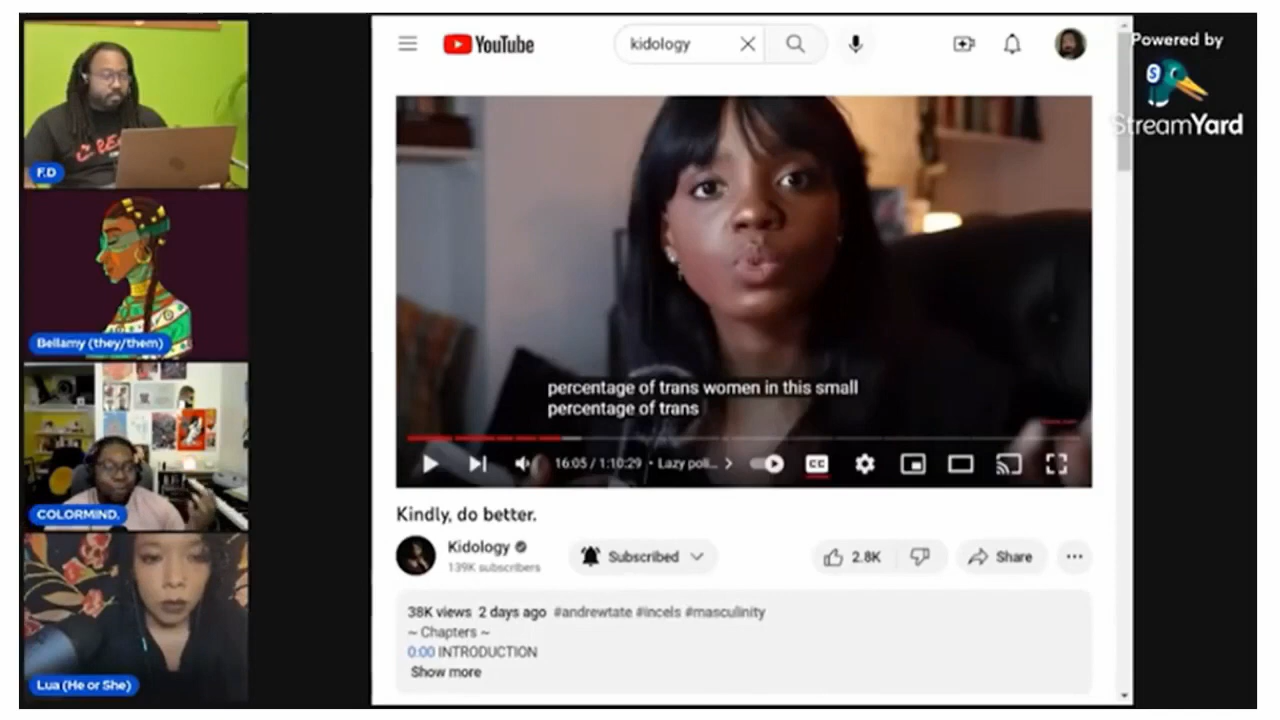 YouTube
kidology
Powered by
StreamYard
F.D
Bellamy (they/them)
COLORMIND.
Lua (He or She)
percentage of trans women in this small
percentage of trans
16:05 / 1:10:29 • Lazy poli...
CC
Kindly, do better.
Kidology
139K subscribers
Subscribed
2.8K
Share
38K views 2 days ago #andrewtate #incels #masculinity
~ Chapters ~
0:00 INTRODUCTION
Show more